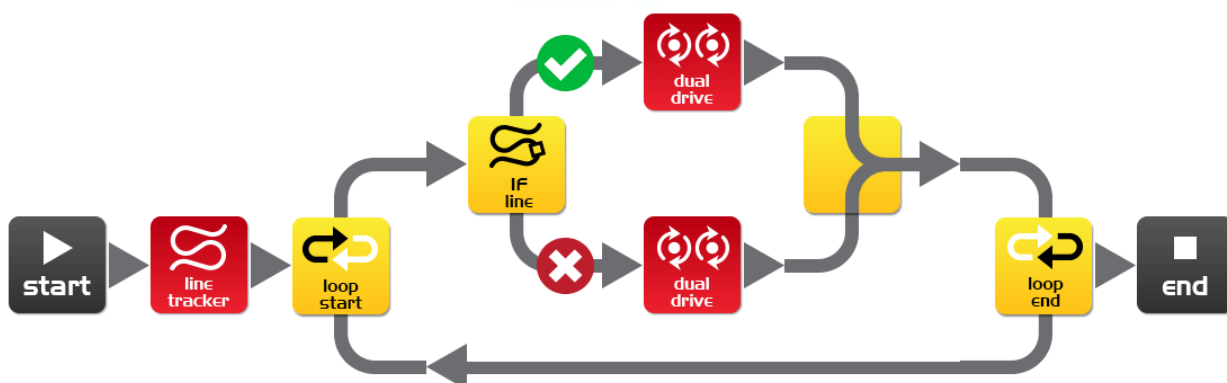 start
line
tracker
loop
start
IF
line
dual
drive
dual
drive
loop
end
end